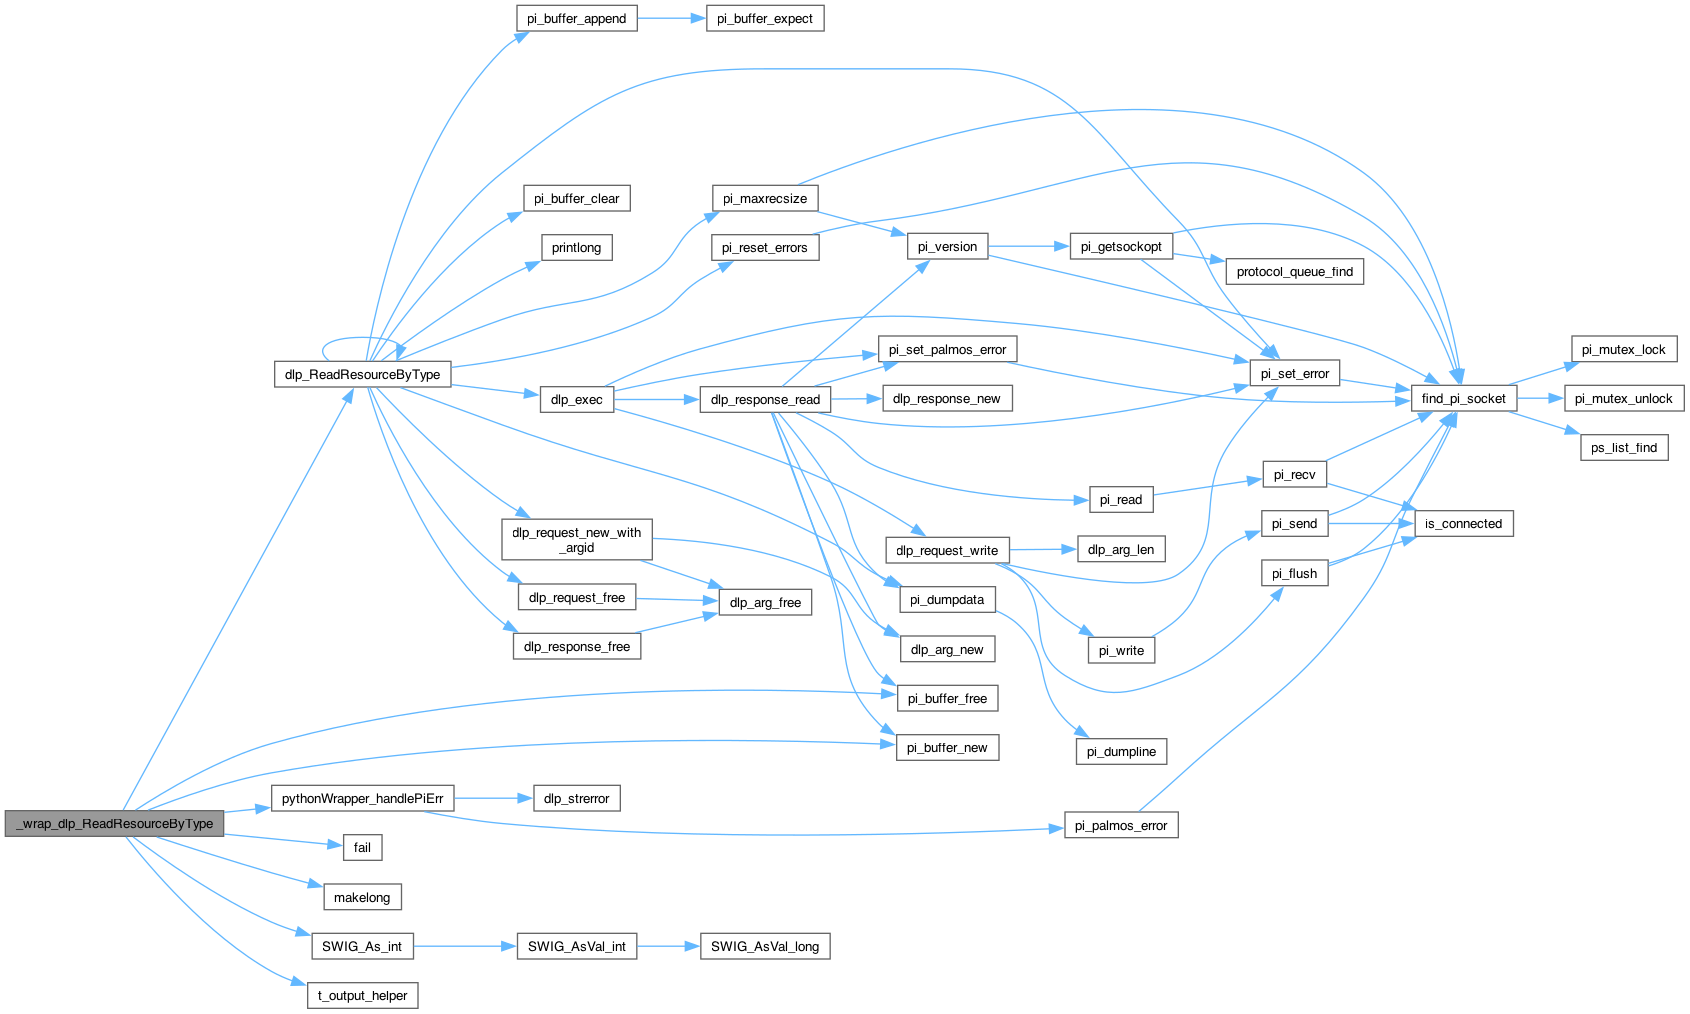 pi_buffer_append
pi_buffer_expect
pi_buffer_clear
pi_maxrecsize
printlong
pi_reset_errors
pi_version
pi_getsockopt
protocol_queue_find
dlp_ReadResourceByType
pi_set_palmos_error
pi_set_error
pi_mutex_lock
dlp_exec
dlp_response_read
dlp_response_new
find_pi_socket
pi_mutex_unlock
ps_list_find
pi_recv
pi_read
pi_send
is_connected
dlp_request_new_with
_argid
dlp_request_write
dlp_arg_len
pi_flush
dlp_request_free
dlp_arg_free
pi_dumpdata
dlp_response_free
dlp_arg_new
pi_write
pi_buffer_free
pi_buffer_new
pi_dumpline
pythonWrapper_handlePiErr
dlp_strerror
_wrap_dlp_ReadResourceByType
pi_palmos_error
fail
makelong
SWIG_As_int
SWIG_AsVal_int
SWIG_AsVal_long
t_output_helper